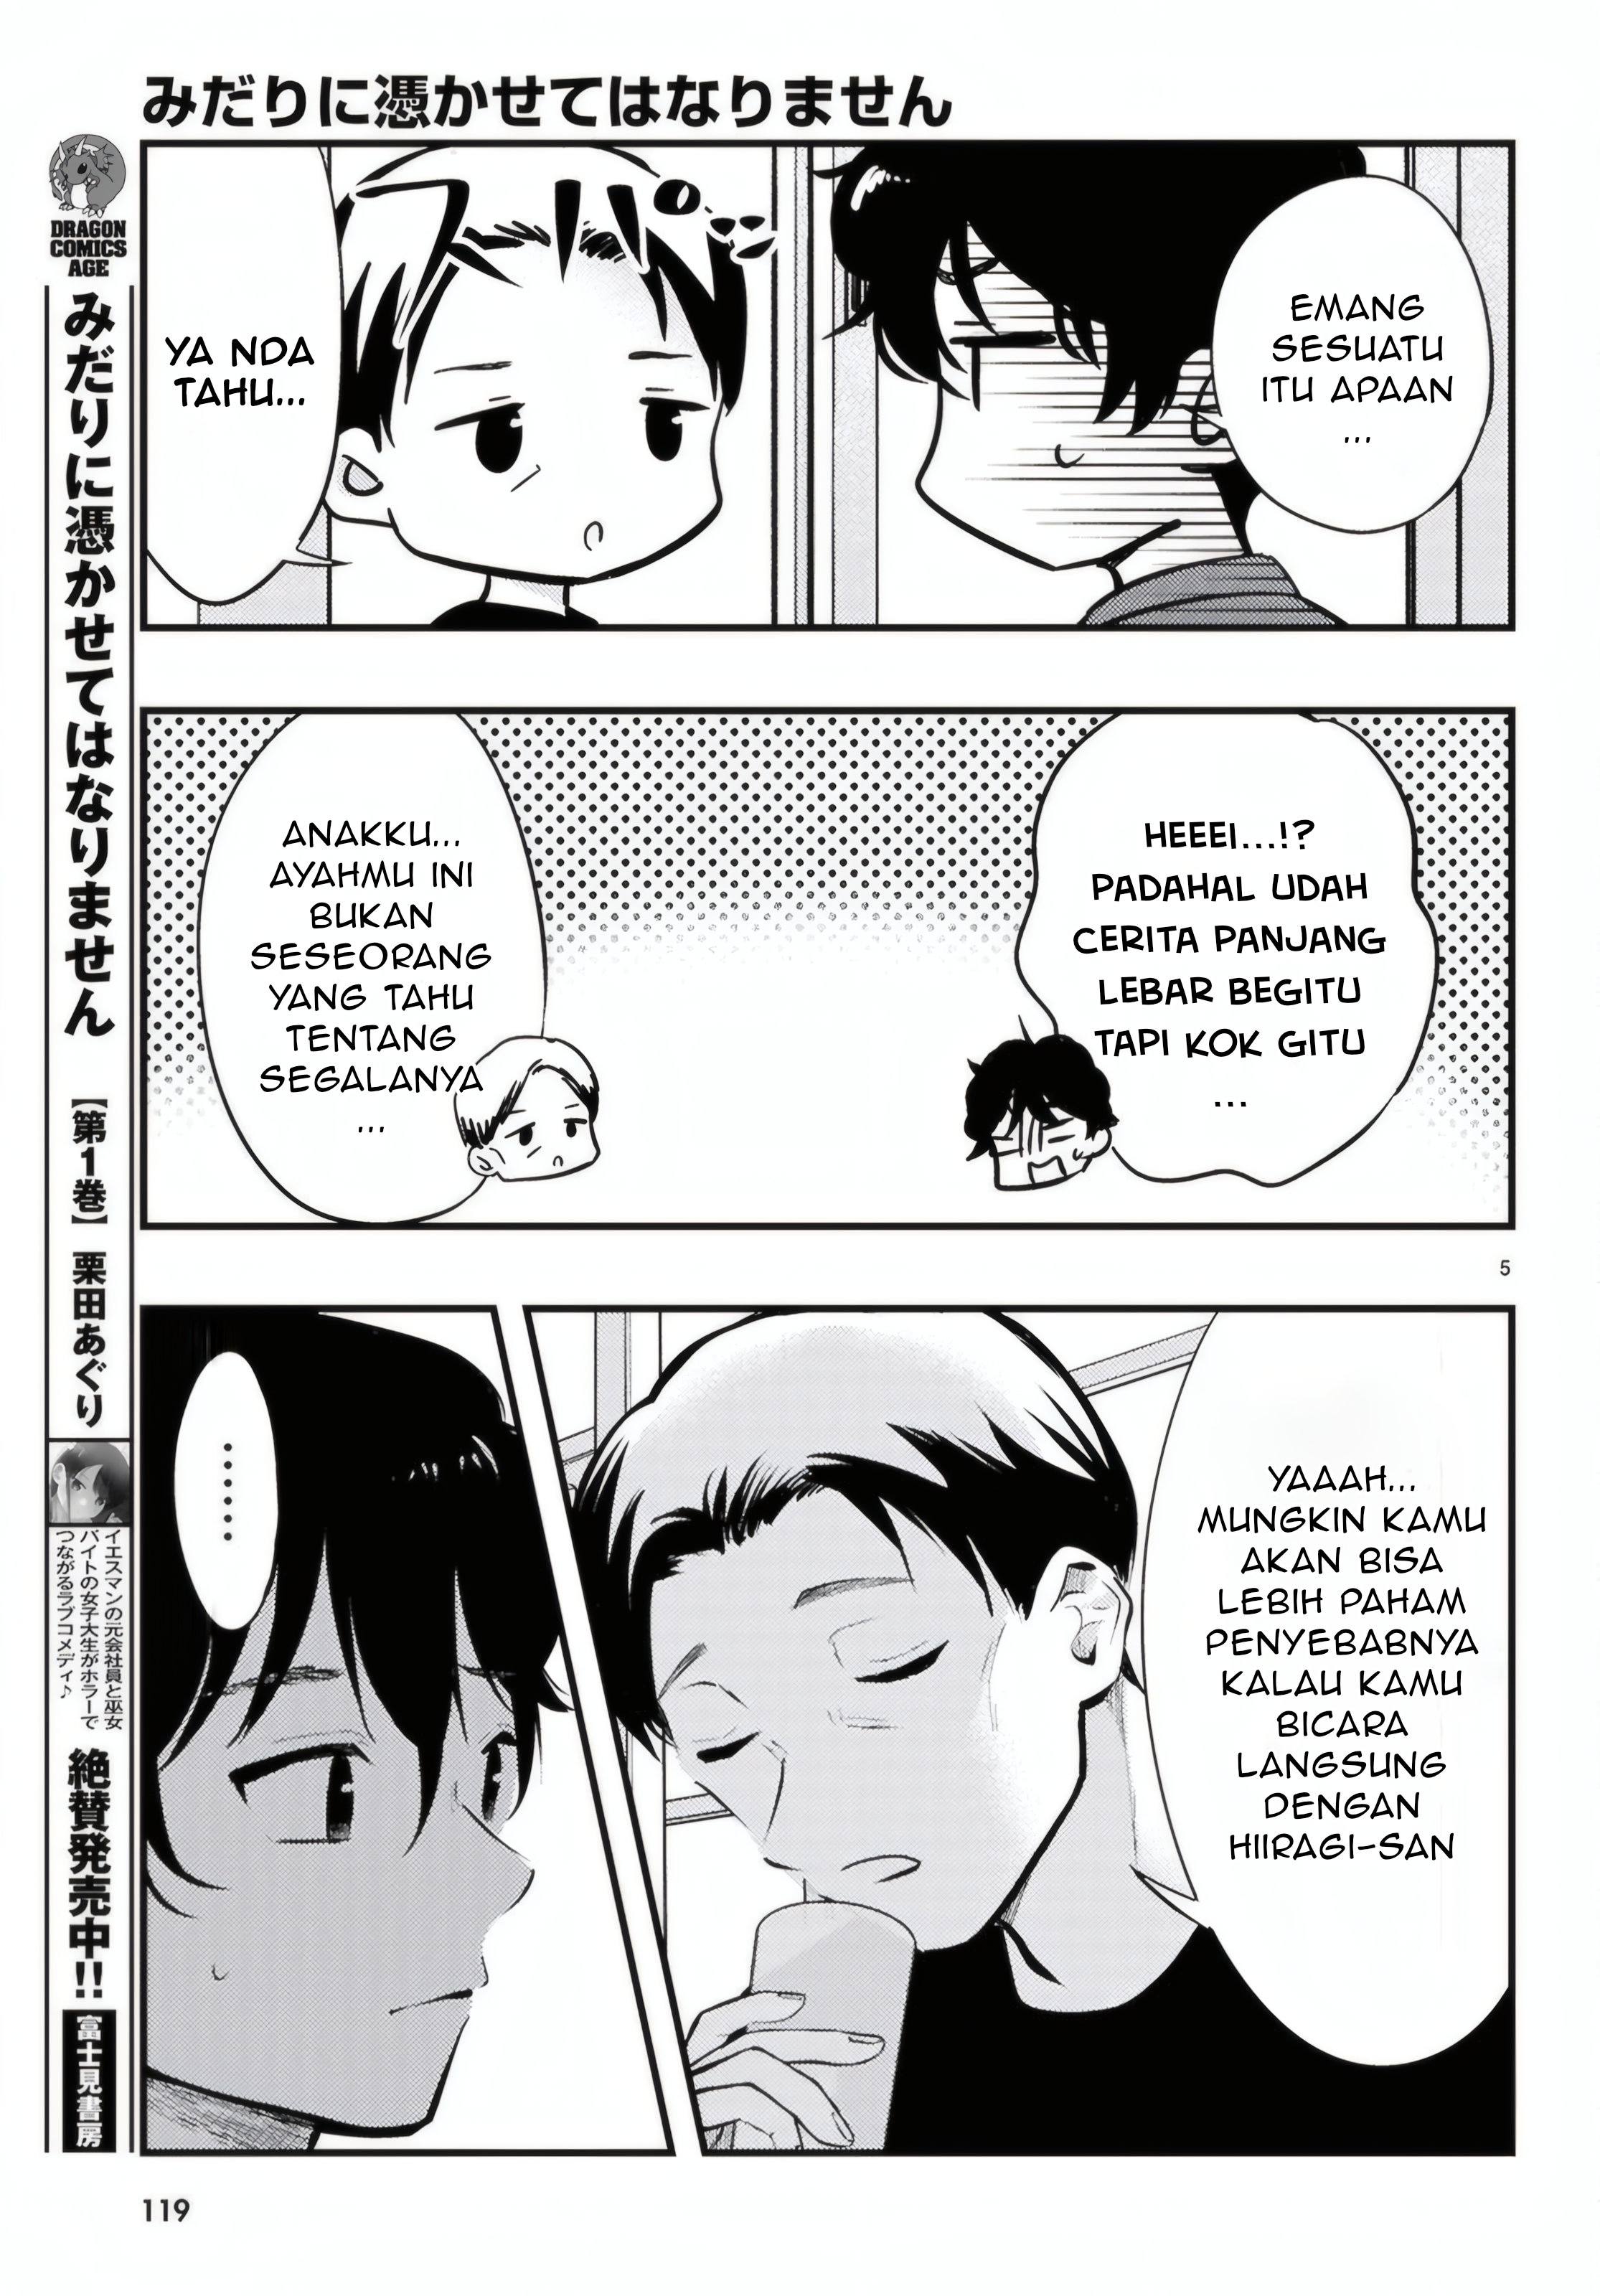 みだりに憑かせてはなりません
EMANG
SESUATU
ITU APAAN
...
スパッ
YA NDA
TAHU...
HEEEI...!?
PADAHAL UDAH
CERITA PANJANG
LEBAR BEGITU
TAPI KOK GITU
...
ANAKKU...
AYAHMU INI
BUKAN
SESEORANG
YANG TAHU
TENTANG
SEGALANYA
...
5
YAAAH...
MUNGKIN KAMU
AKAN BISA
LEBIH PAHAM
PENYEBABNYA
KALAU KAMU
BICARA
LANGSUNG
DENGAN
HIIRAGI-SAN
・・・・・・
DRAGON
COMICS
AGE
みだりに憑かせてはなりません【第1巻】栗田あぐり
イエスマンの元会社員と巫女
バイトの女子大生がホラーで
つながるラブコメディ♪
絶賛発売中!!
富士見書房
119